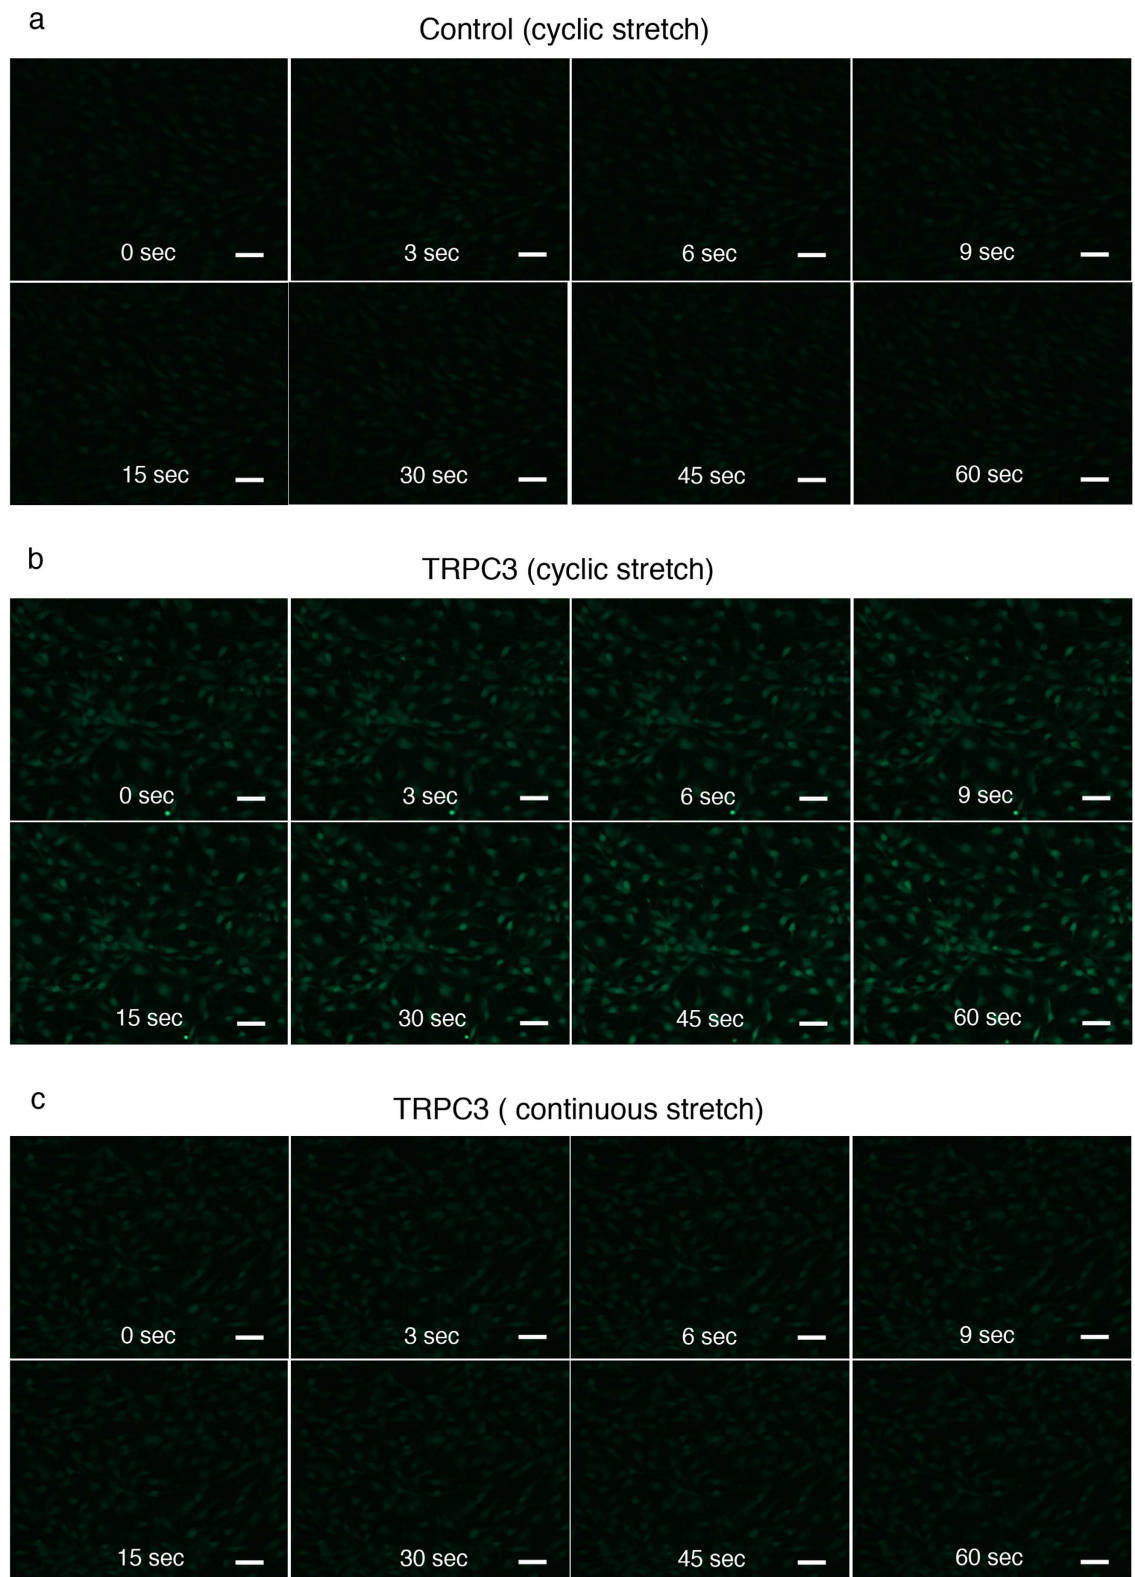 a
Control (cyclic stretch)
0 sec
3 sec
6 sec
9 sec
15 sec
30 sec
45 sec
60 sec
b
TRPC3 (cyclic stretch)
0 sec
3 sec
6 sec
9 sec
15 sec
30 sec
45 sec
60 sec
c
TRPC3 ( continuous stretch)
0 sec
3 sec
6 sec
9 sec
15 sec
30 sec
45 sec
60 sec